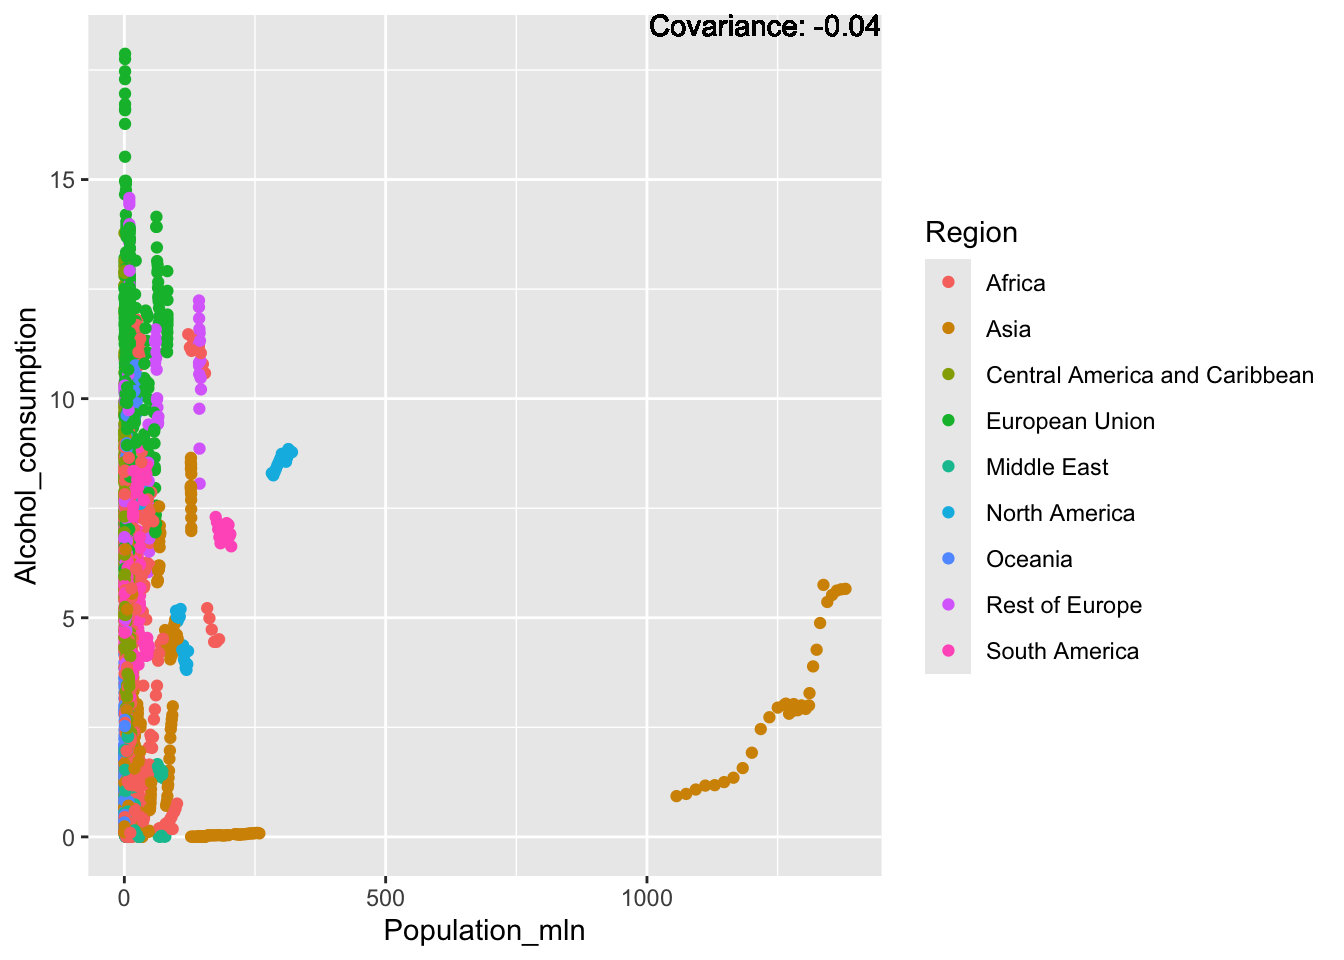 Covariance: -0.04
15
10
5
0
Alcohol_consumption
0
500
1000
Population_mln
Region
Africa
Asia
Central America and Caribbean
European Union
Middle East
North America
Oceania
Rest of Europe
South America